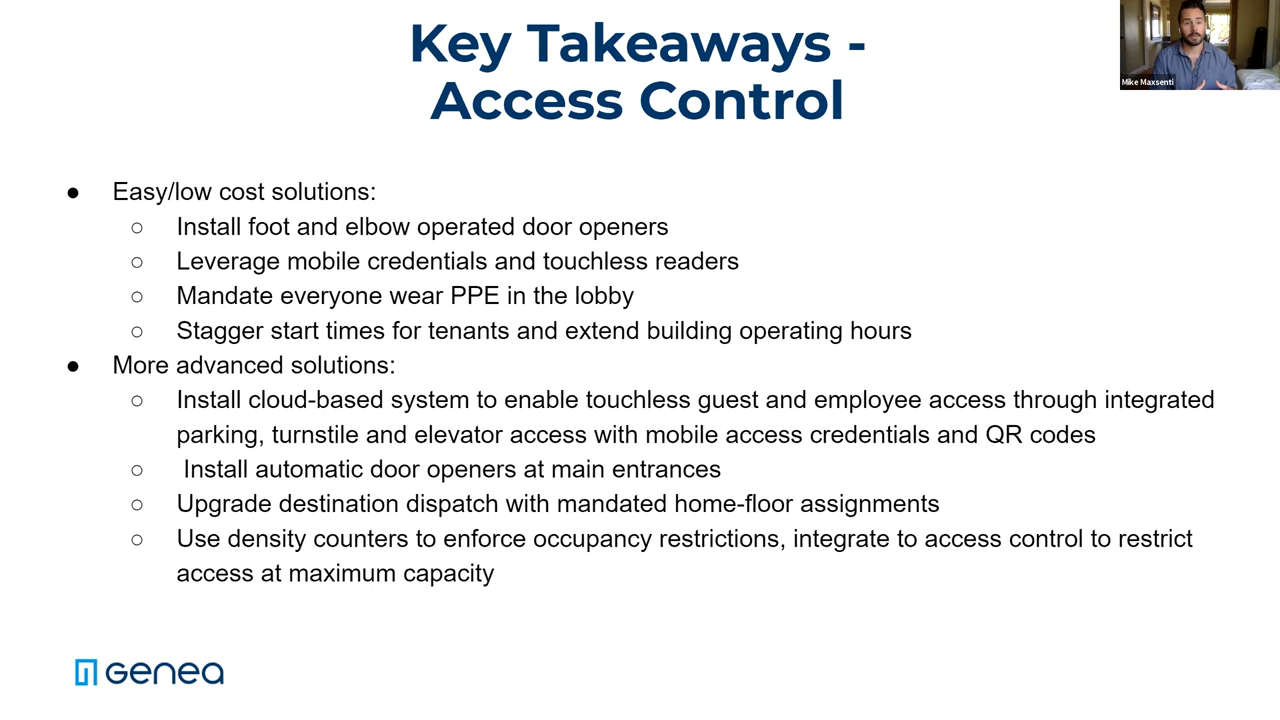 Key Takeaways -
Access Control
Mike Maxsenti
● Easy/low cost solutions:
○ Install foot and elbow operated door openers
○ Leverage mobile credentials and touchless readers
○ Mandate everyone wear PPE in the lobby
○ Stagger start times for tenants and extend building operating hours
● More advanced solutions:
○ Install cloud-based system to enable touchless guest and employee access through integrated
parking, turnstile and elevator access with mobile access credentials and QR codes
○ Install automatic door openers at main entrances
○ Upgrade destination dispatch with mandated home-floor assignments
○ Use density counters to enforce occupancy restrictions, integrate to access control to restrict
access at maximum capacity
Genea